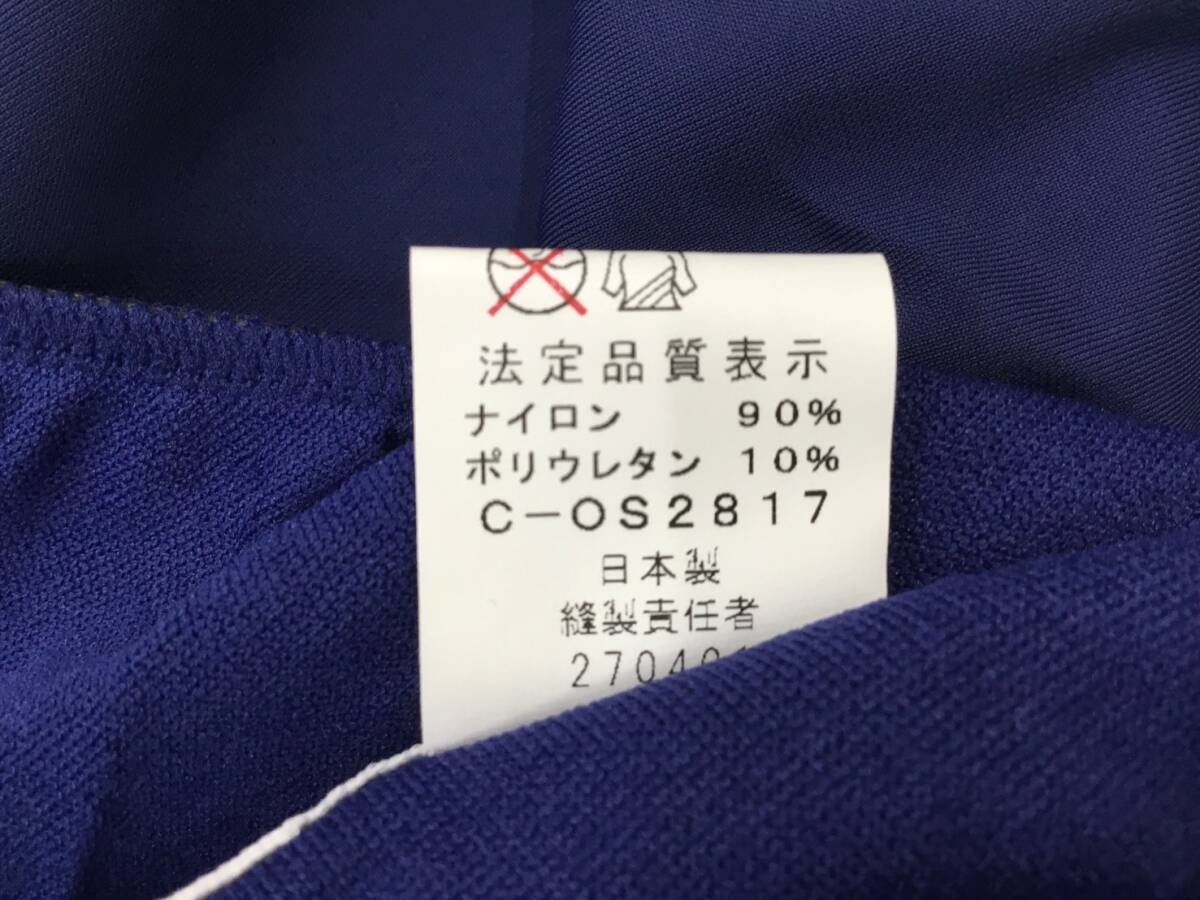 法定品質表示
ナイロン 90%
ポリウレタン 10%
C-OS2817
日本製
縫製責任者